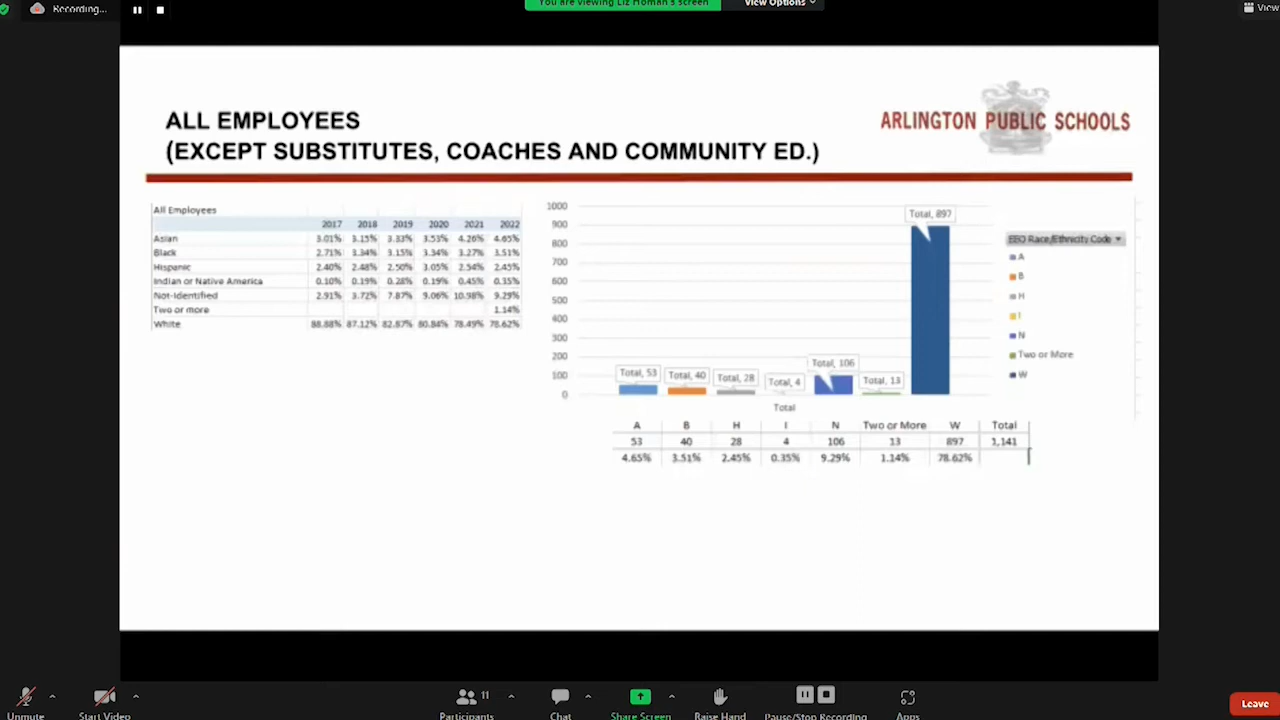 Recording...
You are viewing Liz Homan's screen
View Options
View
ALL EMPLOYEES
(EXCEPT SUBSTITUTES, COACHES AND COMMUNITY ED.)
ARLINGTON PUBLIC SCHOOLS
All Employees
2017 2018 2019 2020 2021 2022
Asian 3.01% 3.15% 3.33% 3.53% 4.26% 4.65%
Black 2.71% 3.34% 3.15% 3.34% 3.27% 3.51%
Hispanic 2.40% 2.48% 2.50% 3.05% 2.54% 2.45%
Indian or Native America 0.10% 0.19% 0.28% 0.19% 0.45% 0.35%
Not-Identified 2.91% 3.72% 7.87% 9.06% 10.98% 9.29%
Two or more 1.14%
White 88.88% 87.12% 82.87% 80.84% 78.49% 78.62%
1000
900
800
700
600
500
400
300
200
100
0
Total, 53
Total, 40
Total, 28
Total, 4
Total, 106
Total, 13
Total, 897
Total
EEO Race/Ethnicity Code
A
B
H
I
N
Two or More
W
A B H I N Two or More W Total
53 40 28 4 106 13 897 1,141
4.65% 3.51% 2.45% 0.35% 9.29% 1.14% 78.62%
Unmute
Start Video
Participants 11
Chat
Share Screen
Raise Hand
Pause/Stop Recording
Apps
Leave